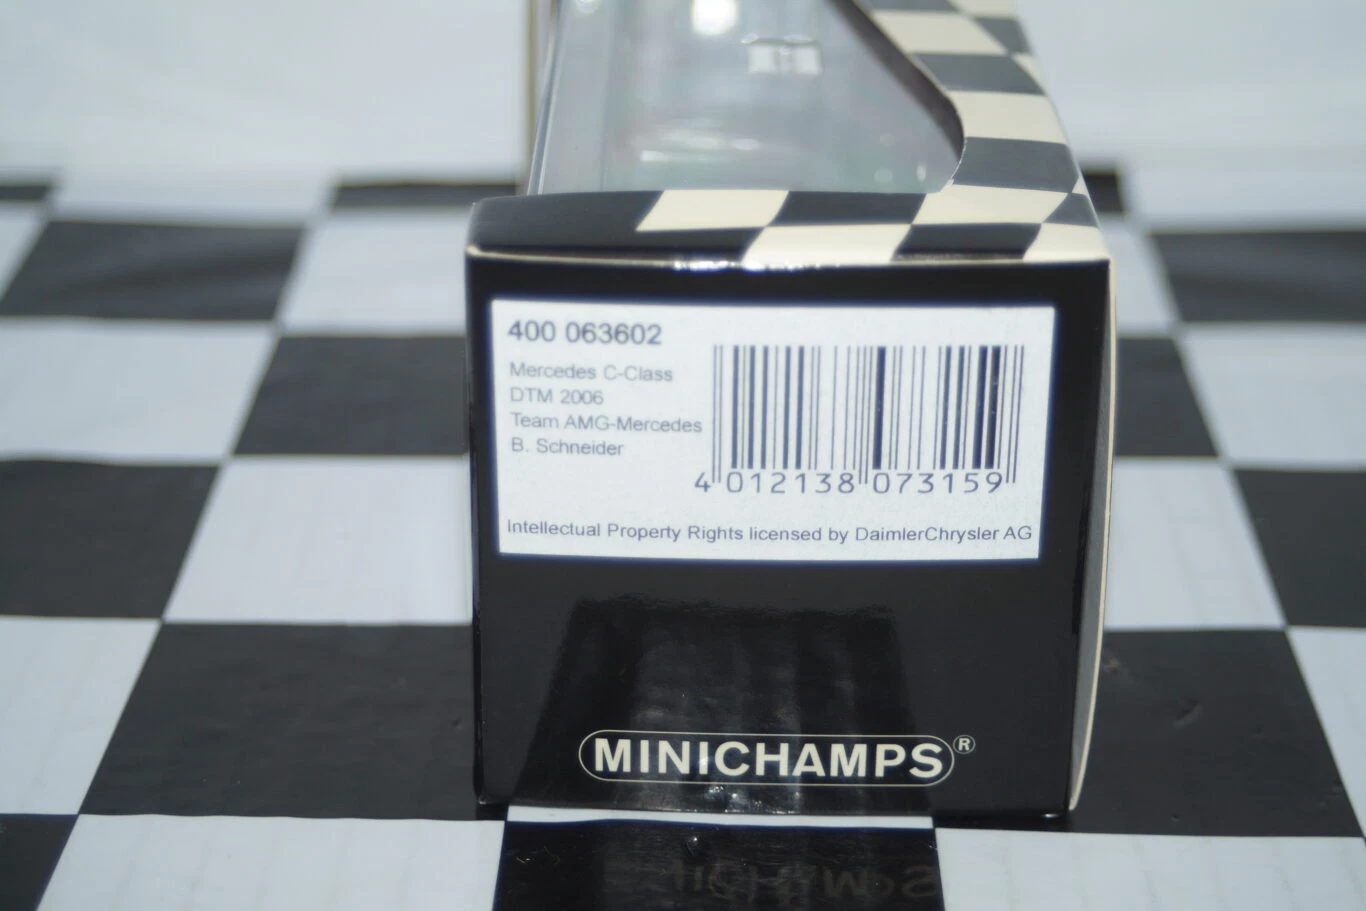 400 063602
Mercedes C-Class
DTM 2006
Team AMG-Mercedes
B. Schneider
4 012138 073159
Intellectual Property Rights licensed by DaimlerChrysler AG
MINICHAMPS®